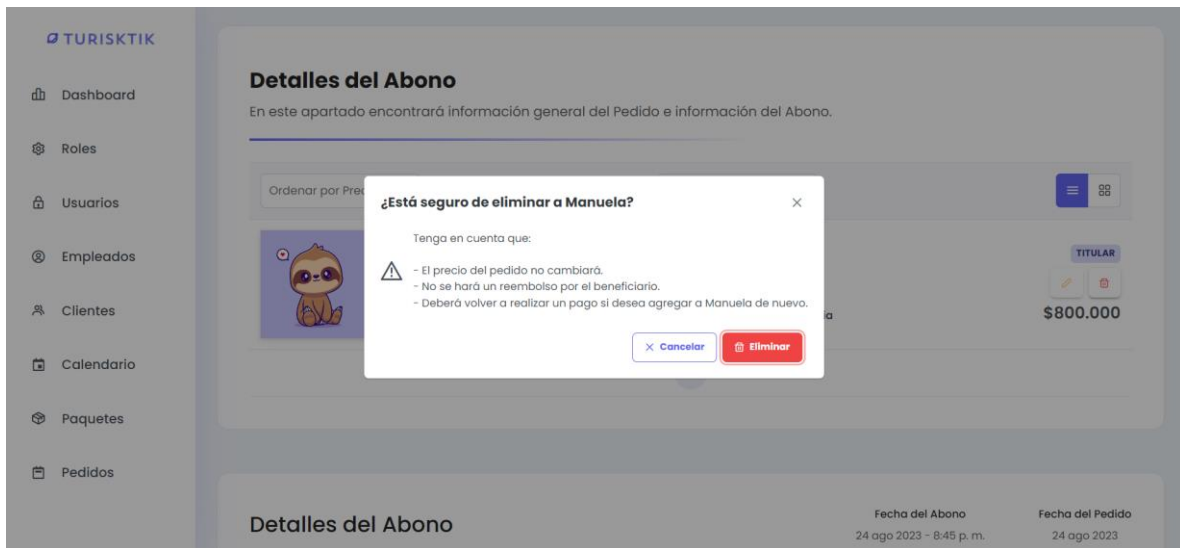 TURISKTIK
Dashboard
Roles
Usuarios
Empleados
Clientes
Calendario
Paquetes
Pedidos
Detalles del Abono
En este apartado encontrará información general del Pedido e información del Abono.
Ordenar por
¿Está seguro de eliminar a Manuela?
Tenga en cuenta que:
- El precio del pedido no cambiará.
- No se hará un reembolso por el beneficiario.
- Deberá volver a realizar un pago si desea agregar a Manuela de nuevo.
Cancelar
Eliminar
TITULAR
$800.000
Detalles del Abono
Fecha del Abono
24 ago 2023 - 8:45 p. m.
Fecha del Pedido
24 ago 2023